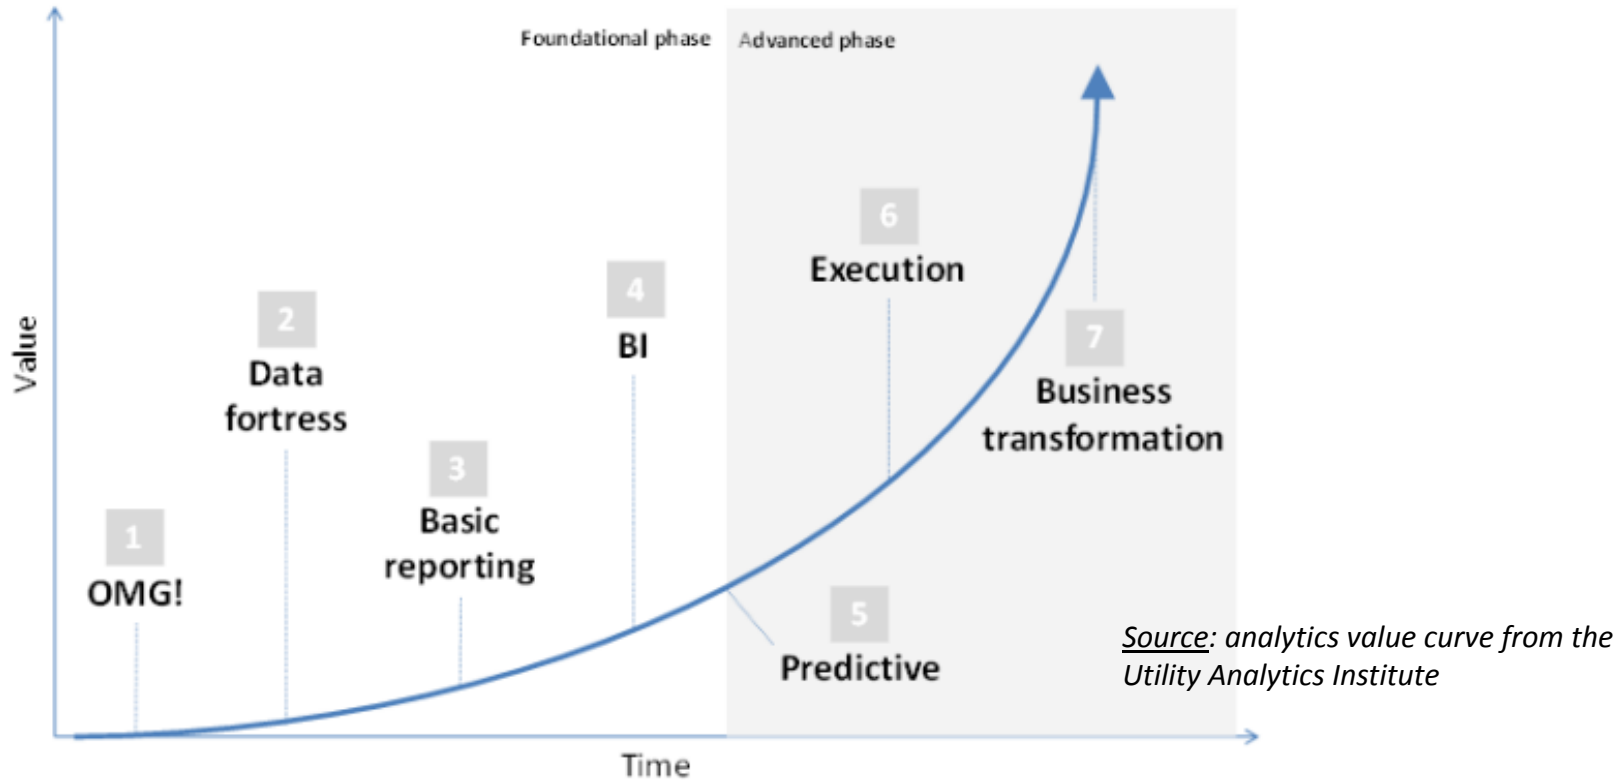 Foundational phase
Advanced phase
6
Execution
4
BI
2
Data
fortress
7
Business
transformation
Value
3
Basic
reporting
1
OMG!
5
Predictive
Source: analytics value curve from the
Utility Analytics Institute
Time